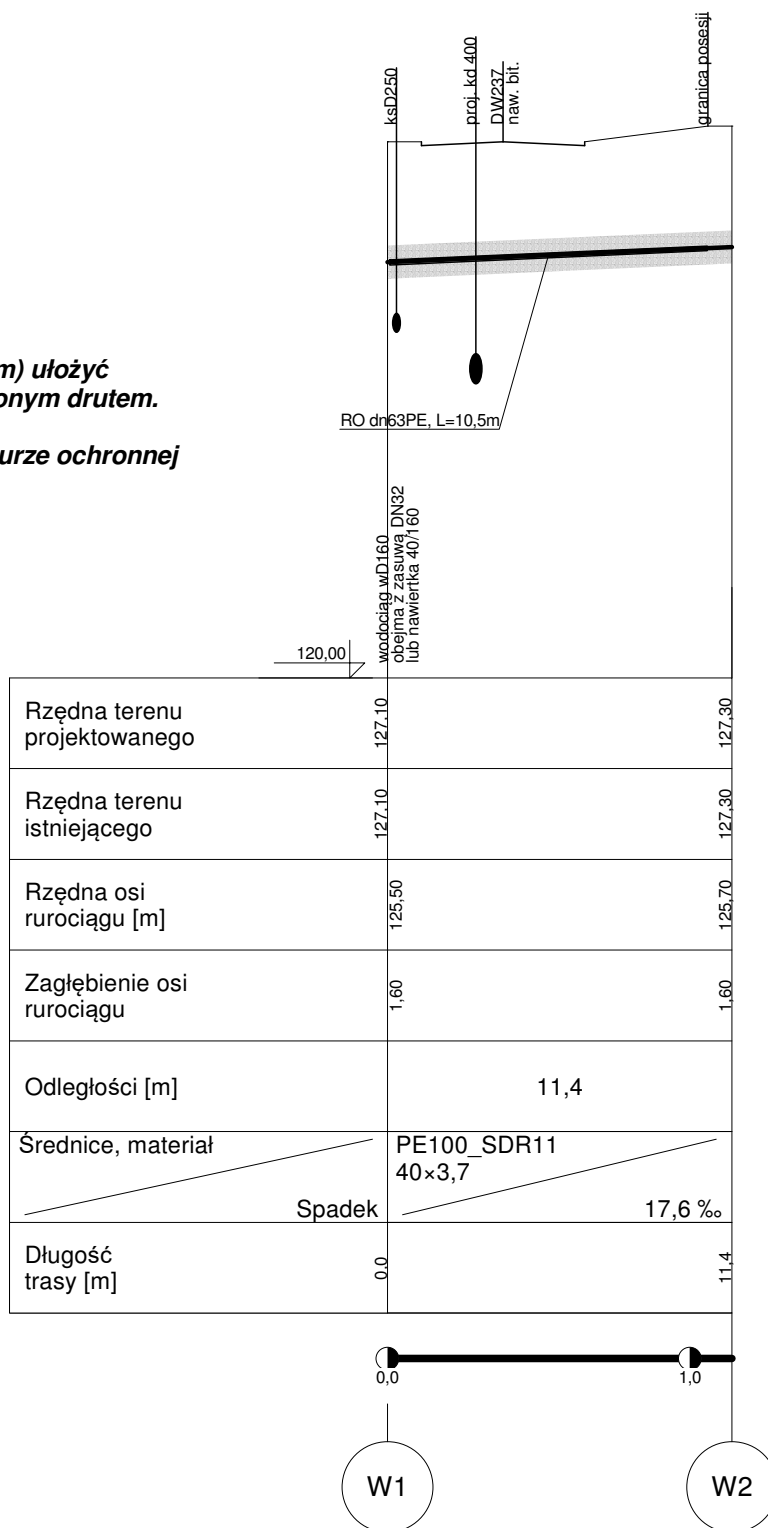 ksD250
proj. kd 400
DW237
naw. bit.
granica posesji
m) ułożyć
onym drutem.
urze ochronnej
RO dn63PE, L=10,5m
wodociąg wD160
obejma z zasuwą DN32
lub nawiertka 40/160
120,00
Rzędna terenu
projektowanego
127,10
127,30
Rzędna terenu
istniejącego
127,10
127,30
Rzędna osi
rurociągu [m]
125,50
125,70
Zagłębienie osi
rurociągu
1,60
1,60
Odległości [m]
11,4
Średnice, materiał
Spadek
PE100_SDR11
40×3,7
17,6 ‰
Długość
trasy [m]
0,0
11,4
0,0
1,0
W1
W2